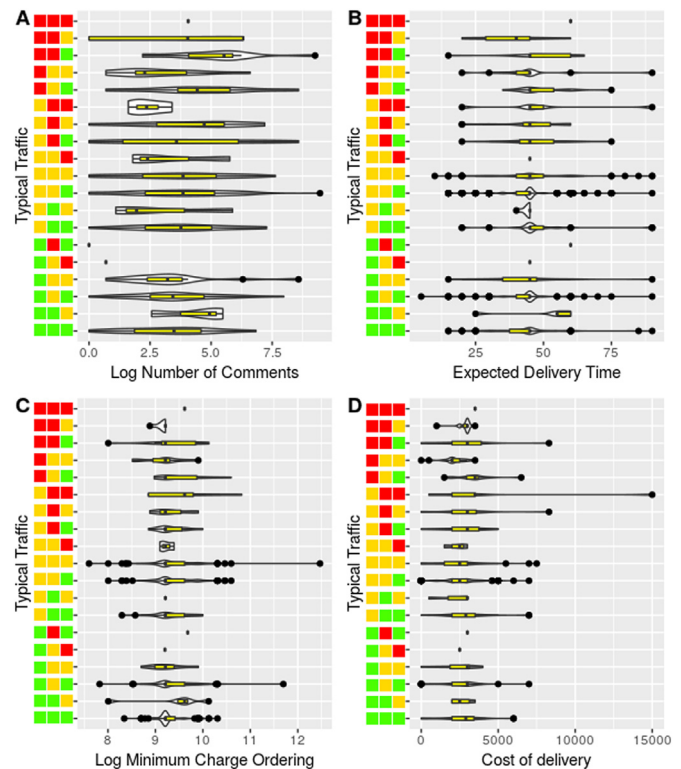 A
Typical Traffic
0.0 2.5 5.0 7.5
Log Number of Comments
B
Typical Traffic
25 50 75
Expected Delivery Time
C
Typical Traffic
8 9 10 11 12
Log Minimum Charge Ordering
D
Typical Traffic
0 5000 10000 15000
Cost of delivery